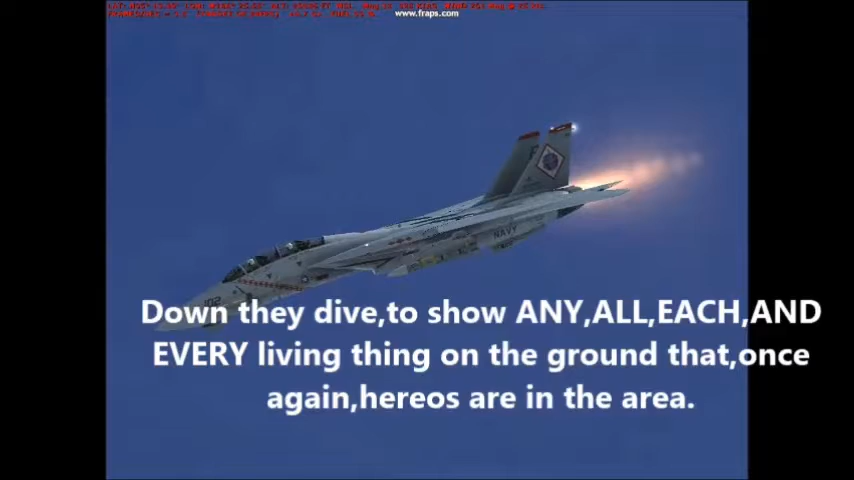 www.fraps.com
NAVY
102
Down they dive,to show ANY,ALL,EACH,AND
EVERY living thing on the ground that,once
again,hereos are in the area.